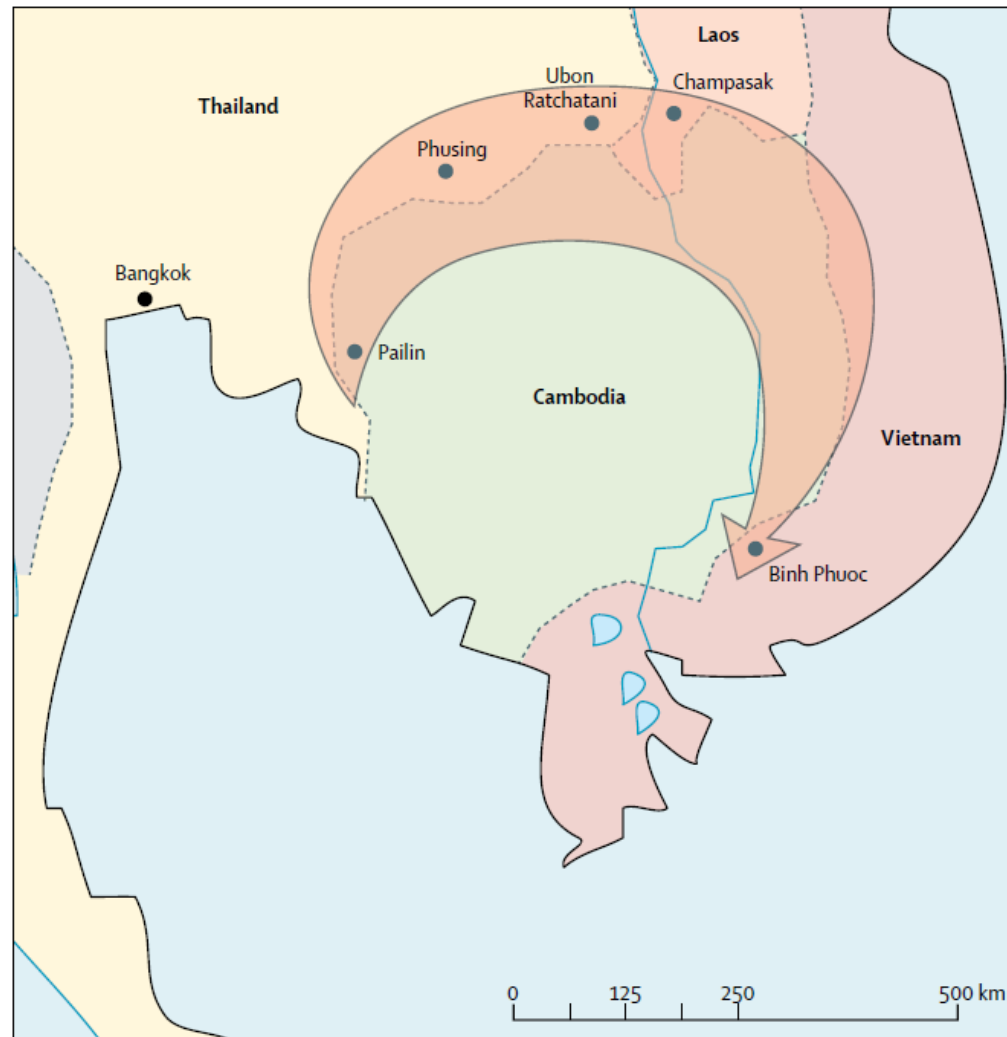 Laos
Ubon
Ratchatani
Champasak
Thailand
Phusing
Bangkok
Pailin
Cambodia
Vietnam
Binh Phuoc
0 125 250 500 km